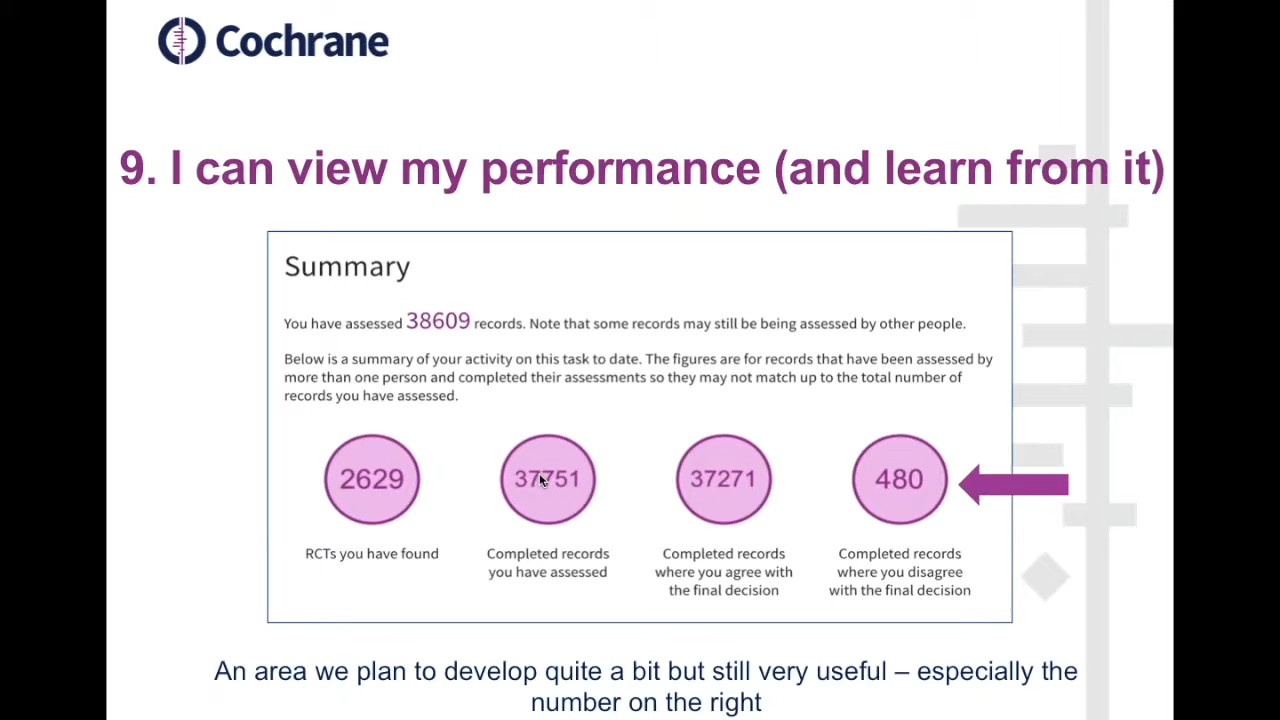 Cochrane
9. I can view my performance (and learn from it)
Summary
You have assessed 38609 records. Note that some records may still be being assessed by other people.
Below is a summary of your activity on this task to date. The figures are for records that have been assessed by
more than one person and completed their assessments so they may not match up to the total number of
records you have assessed.
2629
37751
37271
480
RCTs you have found
Completed records
you have assessed
Completed records
where you agree with
the final decision
Completed records
where you disagree
with the final decision
An area we plan to develop quite a bit but still very useful – especially the
number on the right